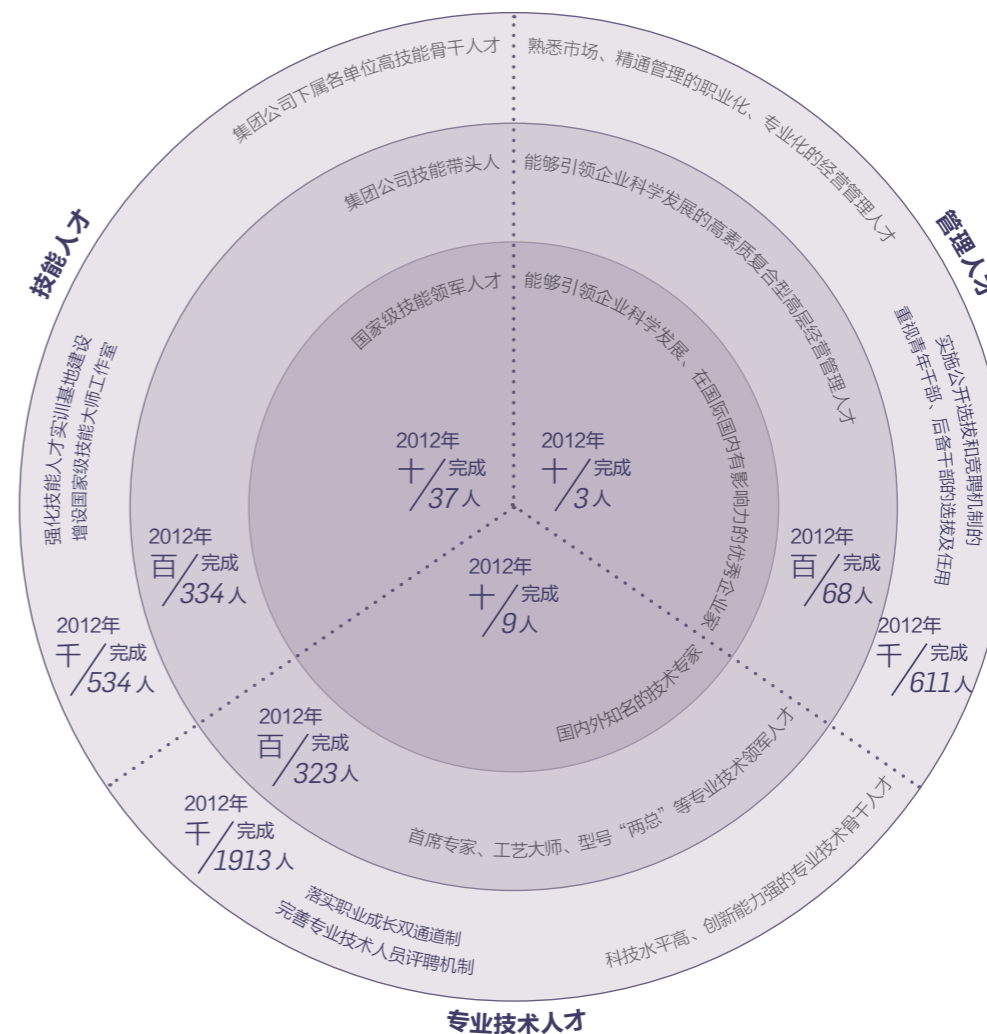 集团公司下属各单位高技能骨干人才
熟悉市场、精通管理的职业化、专业化的经营管理人才
集团公司技能带头人
能够引领企业科学发展的高素质复合型高层经营管理人才
国家级技能领军人才
能够引领企业科学发展、在国际国内有影响力的优秀企业家
技能人才
管理人才
强化技能人才实训基地建设
增设国家级技能大师工作室
实施公开选拔和竞聘机制的
重视青年干部、后备干部的选拔及任用
2012年
十/完成
37人
2012年
十/完成
3人
2012年
百/完成
334人
2012年
十/完成
9人
2012年
百/完成
68人
2012年
千/完成
534人
2012年
千/完成
611人
国内外知名的技术专家
2012年
百/完成
323人
首席专家、工艺大师、型号“两总”等专业技术领军人才
2012年
千/完成
1913人
科技水平高、创新能力强的专业技术骨干人才
落实职业成长双通道制
完善专业技术人员评聘机制
专业技术人才